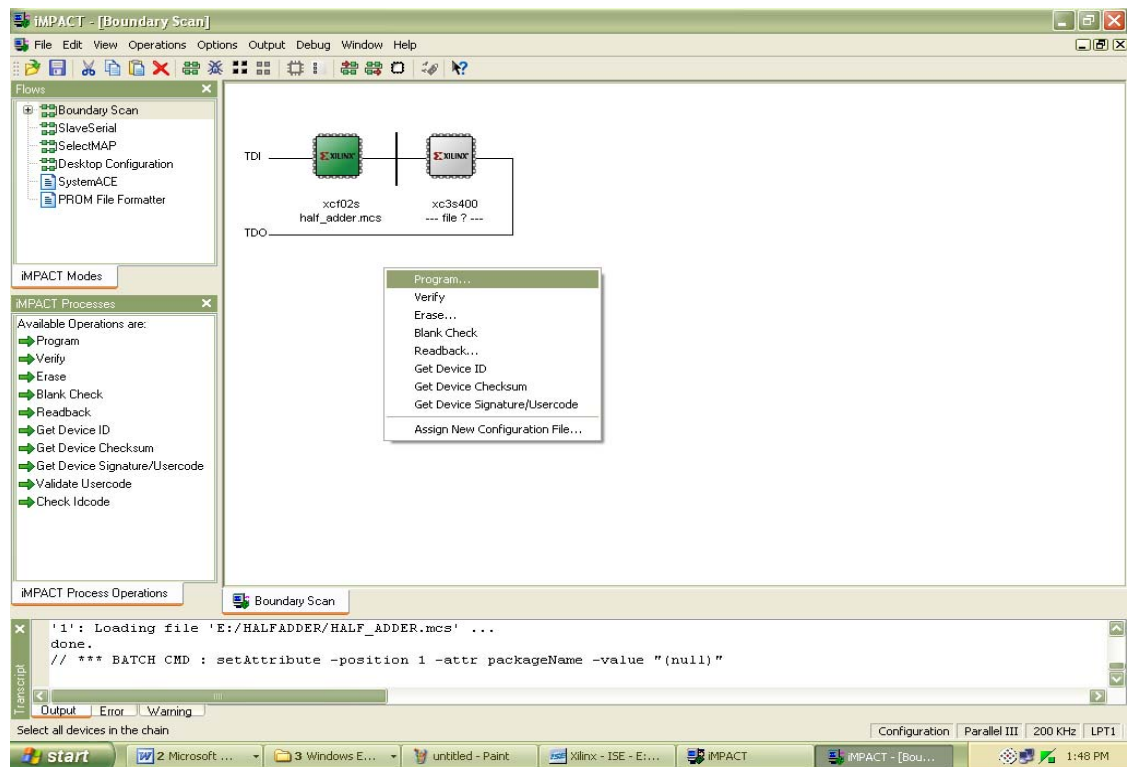 iMPACT - [Boundary Scan]
File Edit View Operations Options Output Debug Window Help
Flows
Boundary Scan
SlaveSerial
SelectMAP
Desktop Configuration
SystemACE
PROM File Formatter
iMPACT Modes
iMPACT Processes
Available Operations are:
Program
Verify
Erase
Blank Check
Readback
Get Device ID
Get Device Checksum
Get Device Signature/Usercode
Validate Usercode
Check Idcode
iMPACT Process Operations
TDI
XILINX
XILINX
xcf02s
half_adder.mcs
xc3s400
--- file ? ---
TDO
Program...
Verify
Erase...
Blank Check
Readback...
Get Device ID
Get Device Checksum
Get Device Signature/Usercode
Assign New Configuration File...
Boundary Scan
'1': Loading file 'E:/HALFADDER/HALF_ADDER.mcs' ...
done.
// *** BATCH CMD : setAttribute -position 1 -attr packageName -value "(null)"
Transcript
Output Error Warning
Select all devices in the chain
Configuration Parallel III 200 KHz LPT1
start 2 Microsoft ... 3 Windows E... untitled - Paint Xilinx - ISE - E:... iMPACT iMPACT - [Bou... 1:48 PM